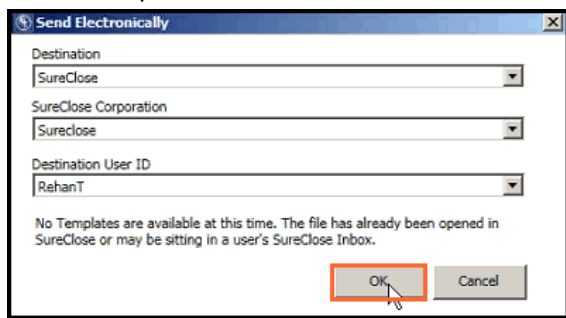 Send Electronically
Destination
SureClose
SureClose Corporation
Sureclose
Destination User ID
RehanT
No Templates are available at this time. The file has already been opened in
SureClose or may be sitting in a user's SureClose Inbox.
OK Cancel